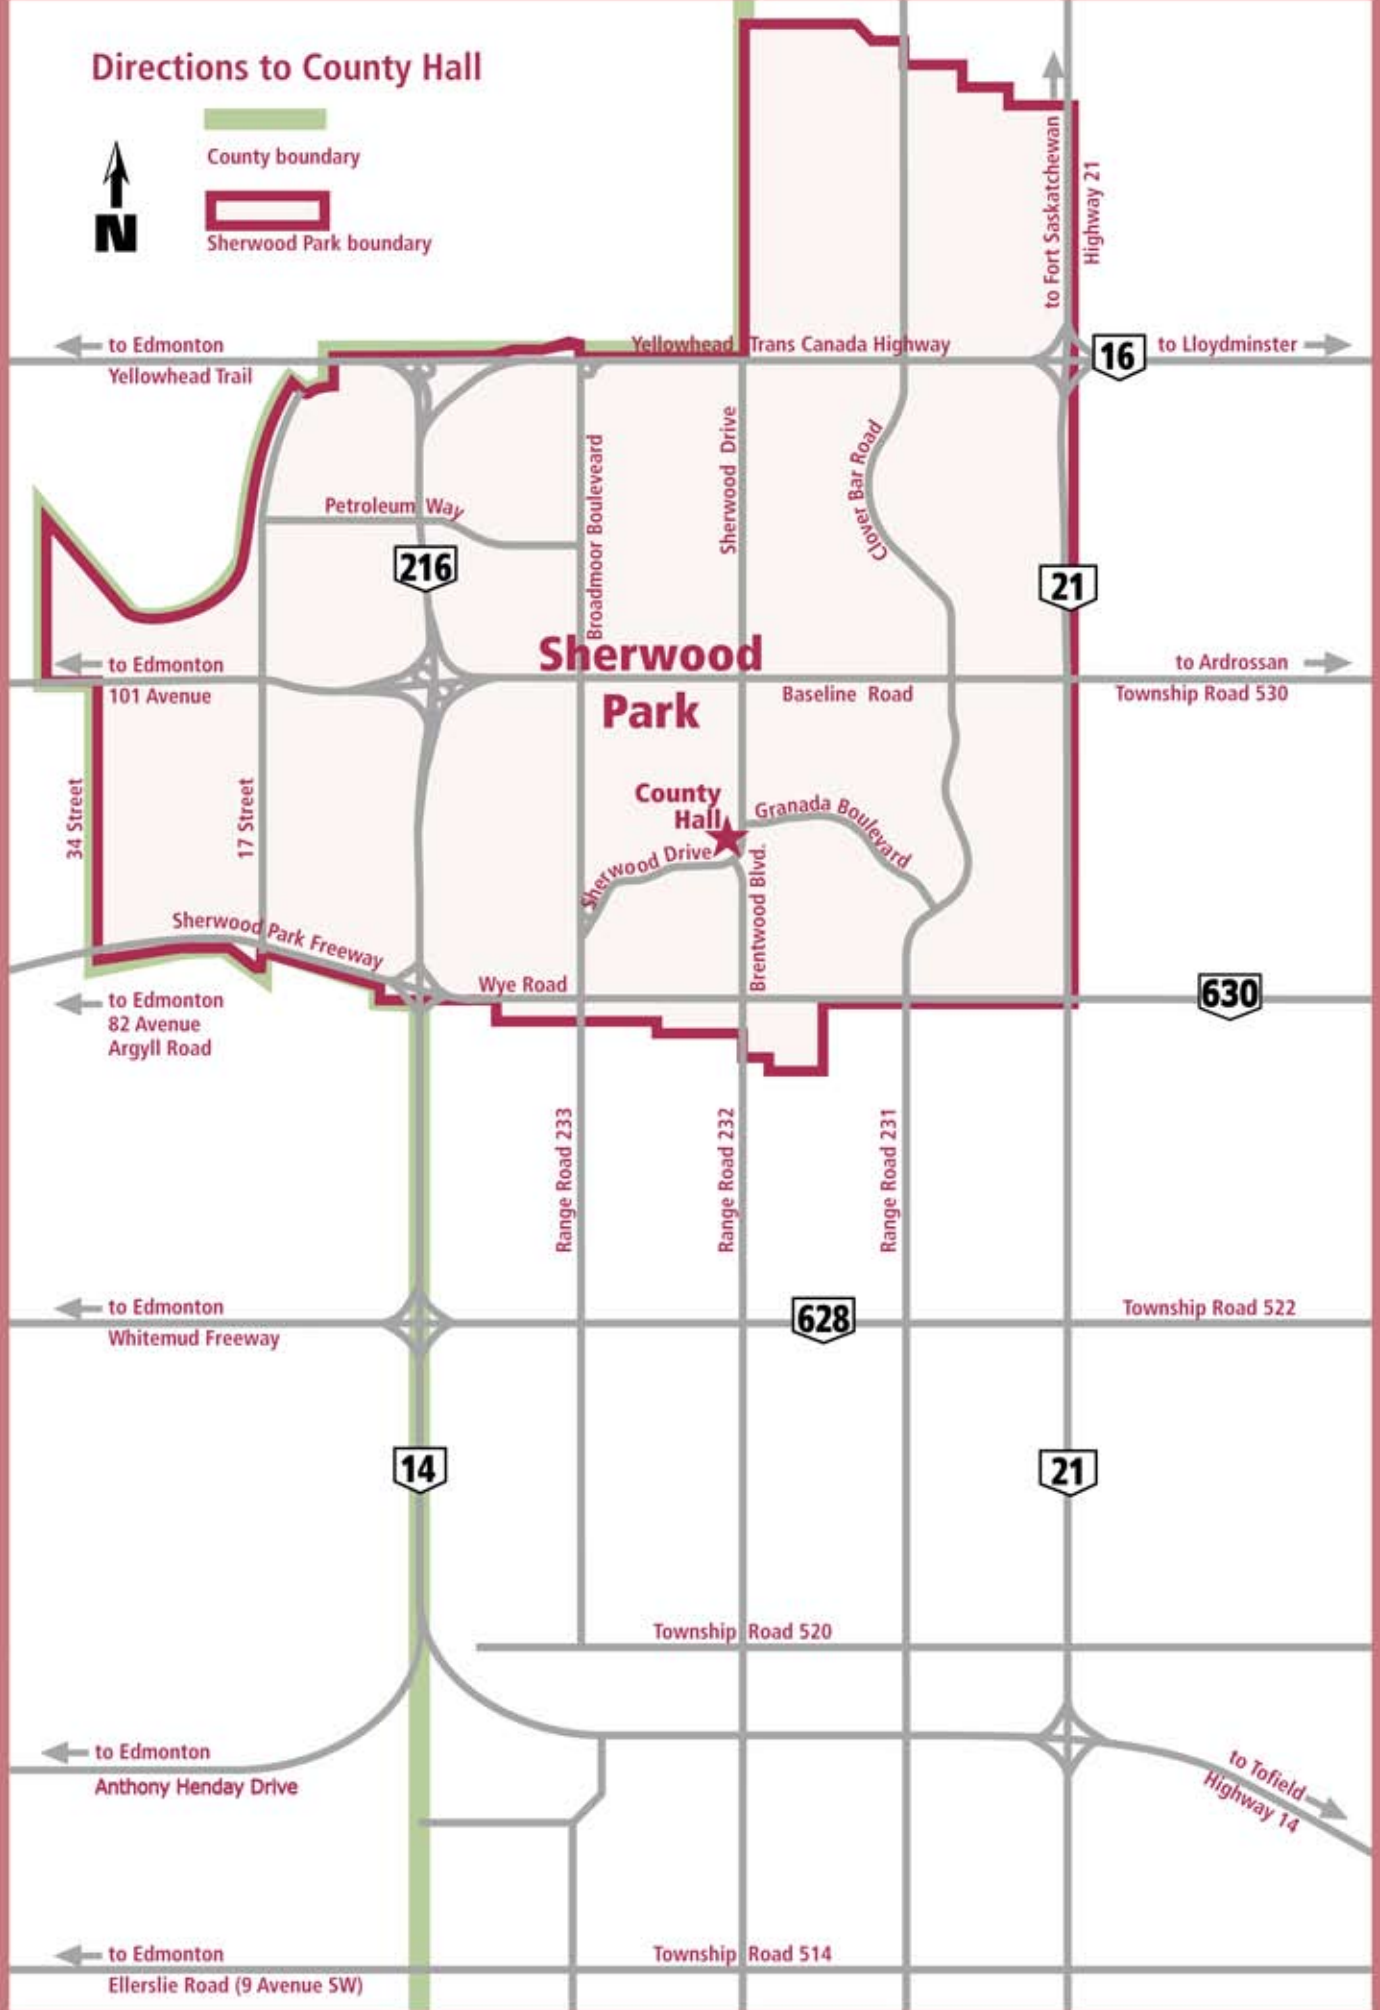 Directions to County Hall
County boundary
N
Sherwood Park boundary
to Fort Saskatchewan
Highway 21
to Edmonton
Yellowhead Trail
Yellowhead Trans Canada Highway
16
to Lloydminster
Petroleum Way
216
Broadmoor Bouleveard
Sherwood Drive
Clover Bar Road
21
Sherwood
Park
to Edmonton
101 Avenue
Baseline Road
to Ardrossan
Township Road 530
34 Street
17 Street
County
Hall
Granada Boulevard
Sherwood Drive
Brentwood Blvd.
Sherwood Park Freeway
Wye Road
630
to Edmonton
82 Avenue
Argyll Road
Range Road 233
Range Road 232
Range Road 231
to Edmonton
Whitemud Freeway
628
Township Road 522
14
21
Township Road 520
to Edmonton
Anthony Henday Drive
to Tofield
Highway 14
to Edmonton
Ellerslie Road (9 Avenue SW)
Township Road 514